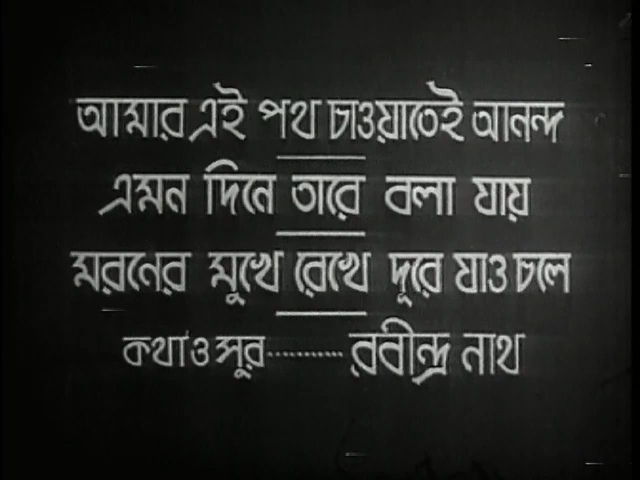 আমার এই পথ চাওয়াতেই আনন্দ
এমন দিনে তারে বলা যায়
মরনের মুখে রেখে দূরে যাও চলে
কথা ও সুর.........রবীন্দ্র নাথ